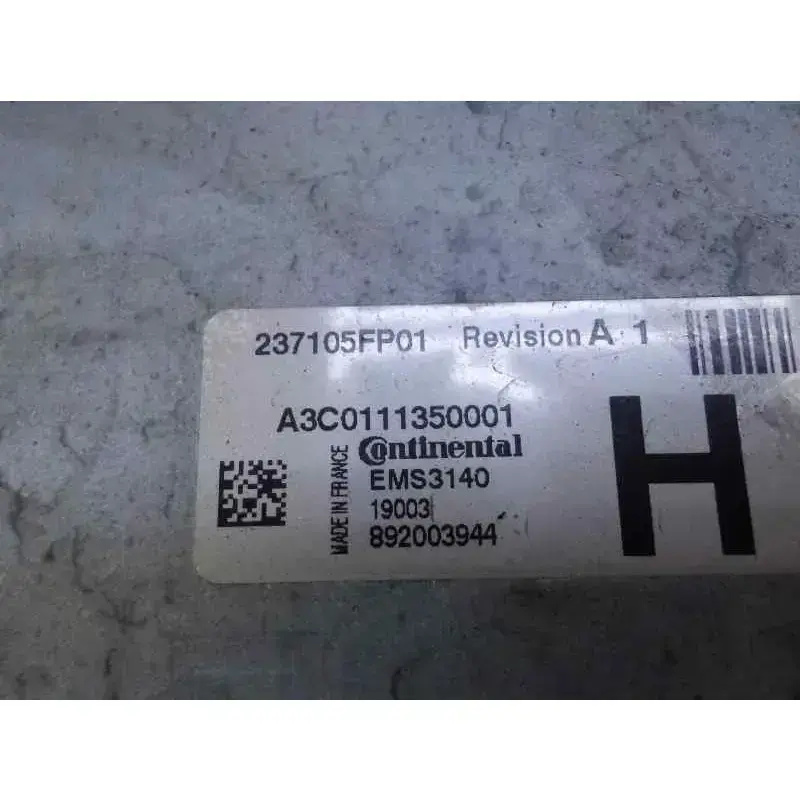 237105FP01 Revision A 1
A3C0111350001
Continental
EMS3140
19003
892003944
MADE IN FRANCE
H